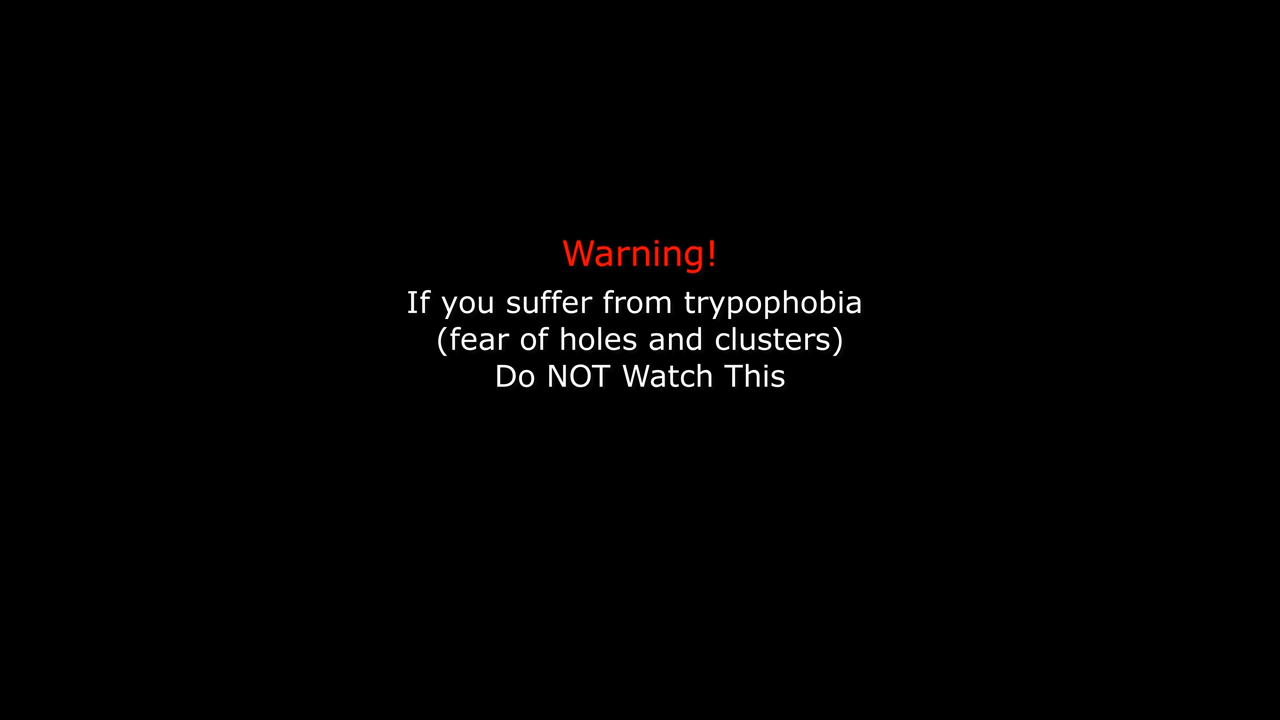 Warning!
If you suffer from trypophobia
(fear of holes and clusters)
Do NOT Watch This